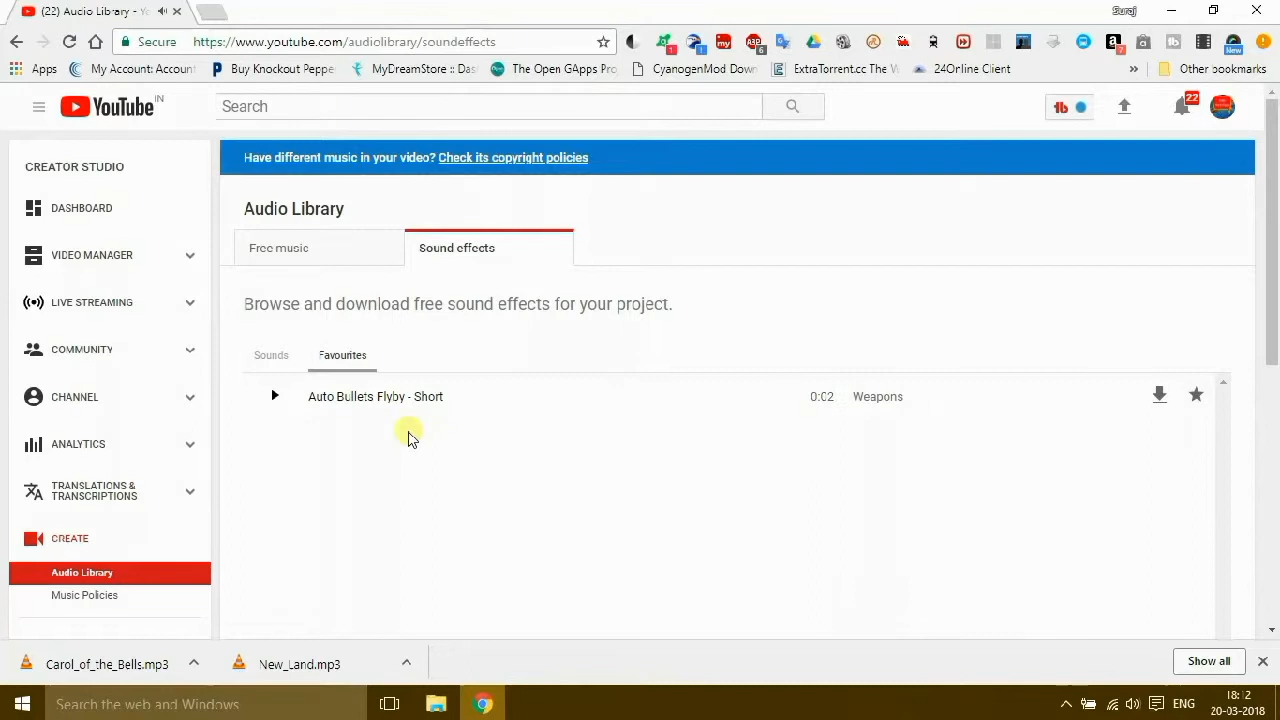 (22) Audio Library - Yo
Suraj
Secure https://www.youtube.com/audiolibrary/soundeffects
Apps My Account: Account Buy Knockout Peppe MyDreamStore :: Das The Open GApps Pro CyanogenMod Down ExtraTorrent.cc The W 24Online Client » Other bookmarks
YouTube IN
Search
22
CREATOR STUDIO
DASHBOARD
VIDEO MANAGER
LIVE STREAMING
COMMUNITY
CHANNEL
ANALYTICS
TRANSLATIONS &
TRANSCRIPTIONS
CREATE
Audio Library
Music Policies
Have different music in your video? Check its copyright policies
Audio Library
Free music Sound effects
Browse and download free sound effects for your project.
Sounds Favourites
Auto Bullets Flyby - Short 0:02 Weapons
Carol_of_the_Bells.mp3 New_Land.mp3 Show all
Search the web and Windows
ENG
18:12
20-03-2018